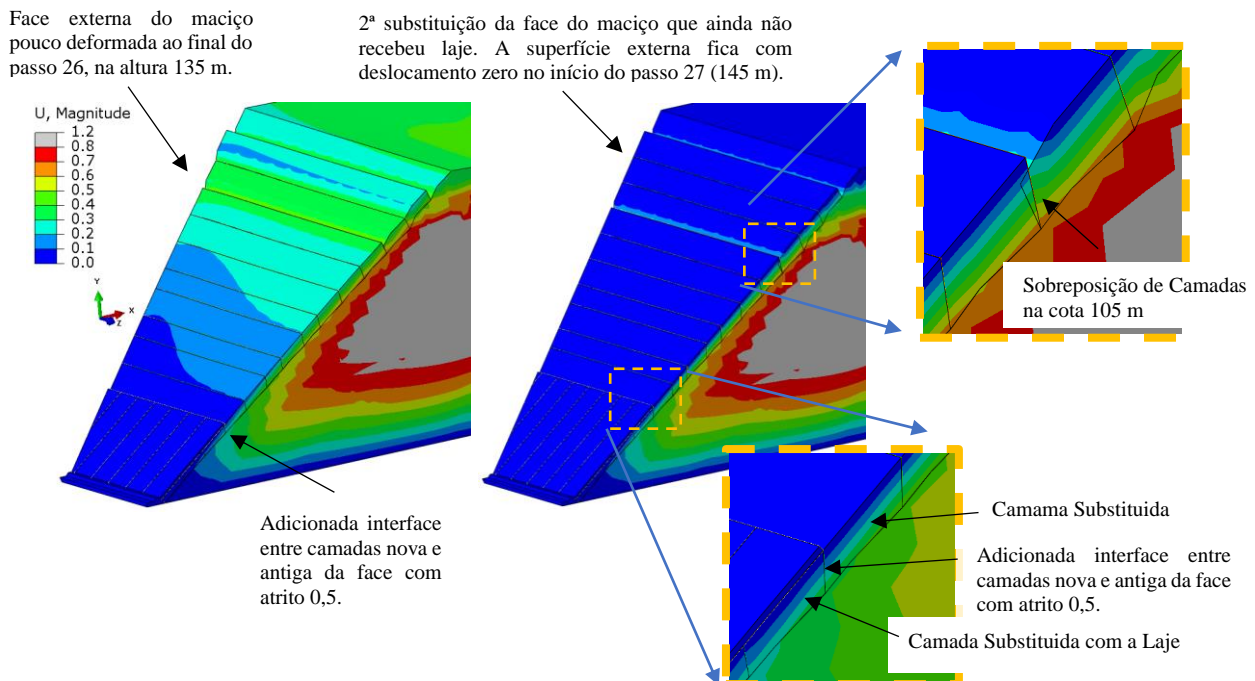 Face externa do maciço
pouco deformada ao final do
passo 26, na altura 135 m.
2ª substituição da face do maciço que ainda não
recebeu laje. A superfície externa fica com
deslocamento zero no início do passo 27 (145 m).
U, Magnitude
1.2
0.8
0.7
0.6
0.5
0.4
0.3
0.2
0.1
0.0
Y
X
Z
Sobreposição de Camadas
na cota 105 m
Adicionada interface
entre camadas nova e
antiga da face com
atrito 0,5.
Camama Substituida
Adicionada interface entre
camadas nova e antiga da face
com atrito 0,5.
Camada Substituida com a Laje